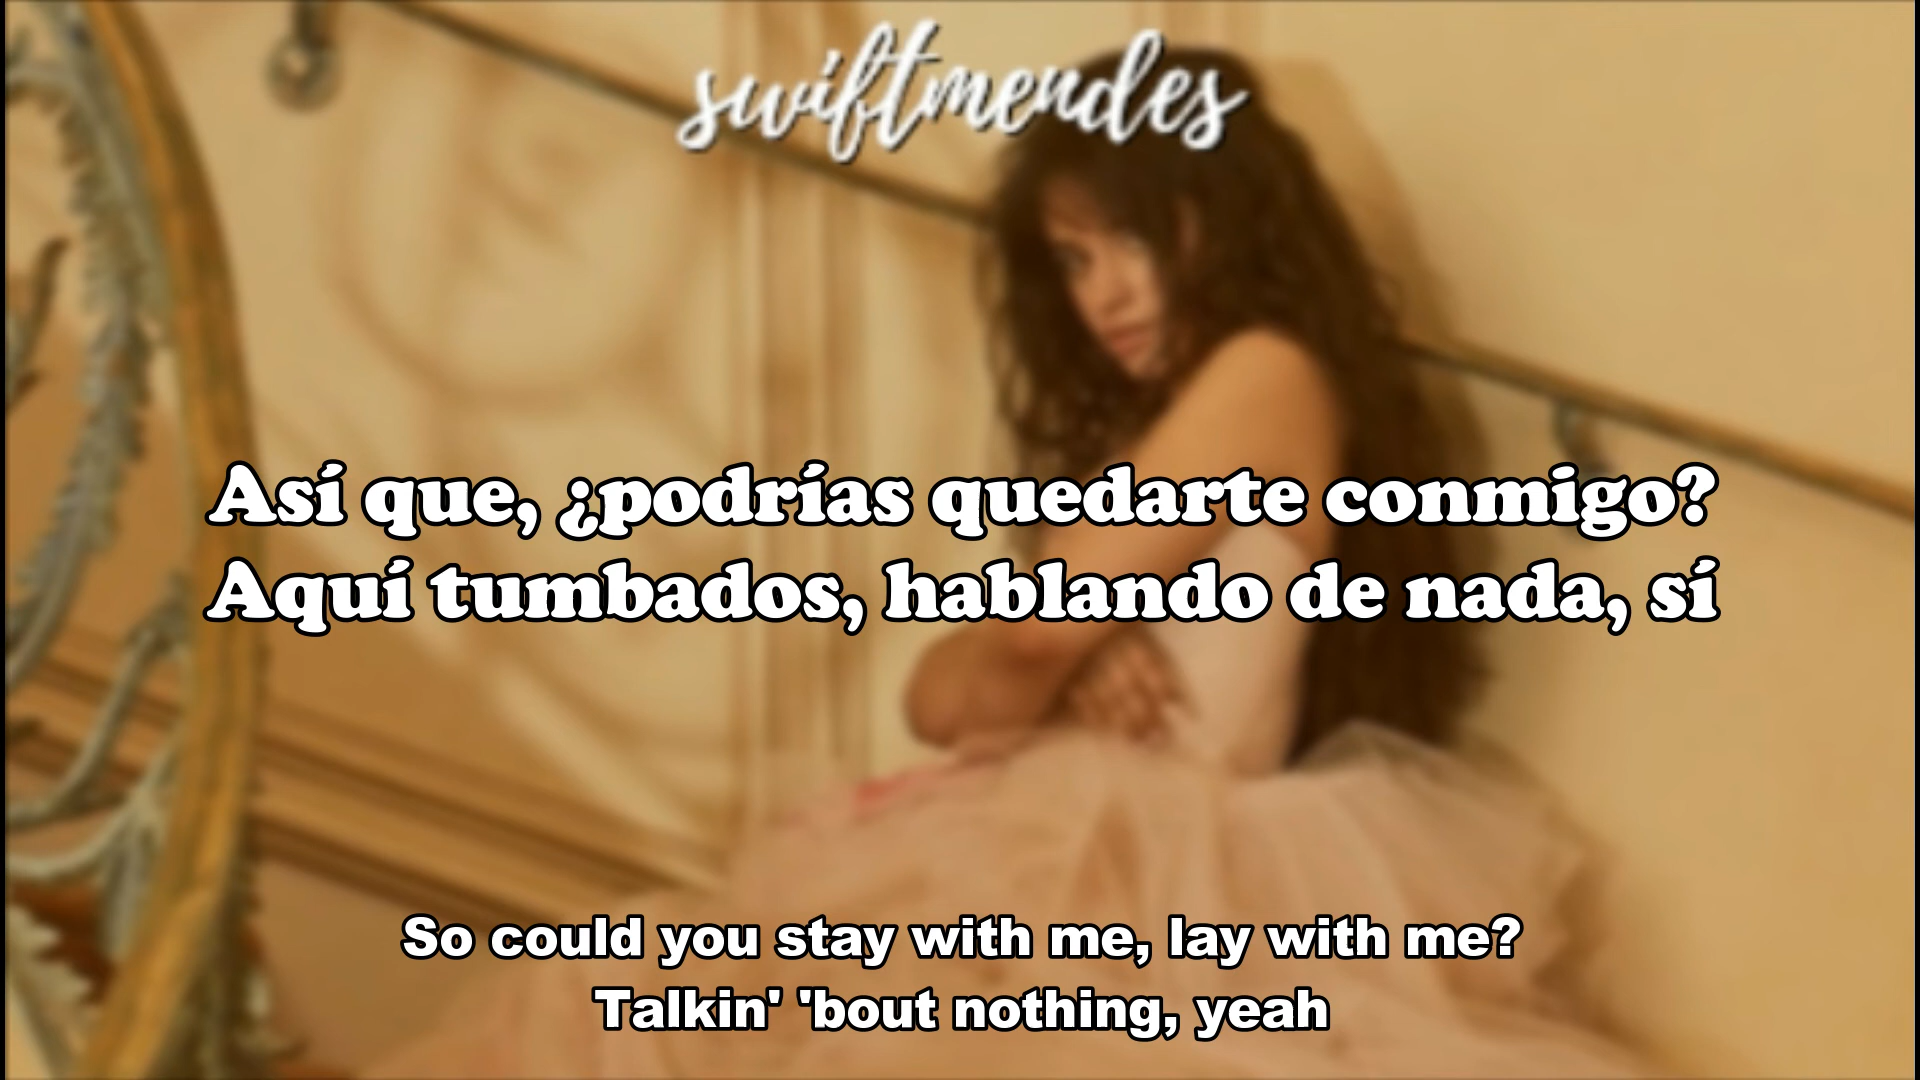 swiftmendes
Así que, ¿podrías quedarte conmigo?
Aquí tumbados, hablando de nada, sí
So could you stay with me, lay with me?
Talkin' 'bout nothing, yeah